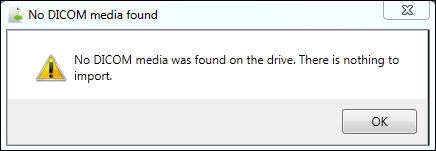 No DICOM media found
No DICOM media was found on the drive. There is nothing to
import.
OK